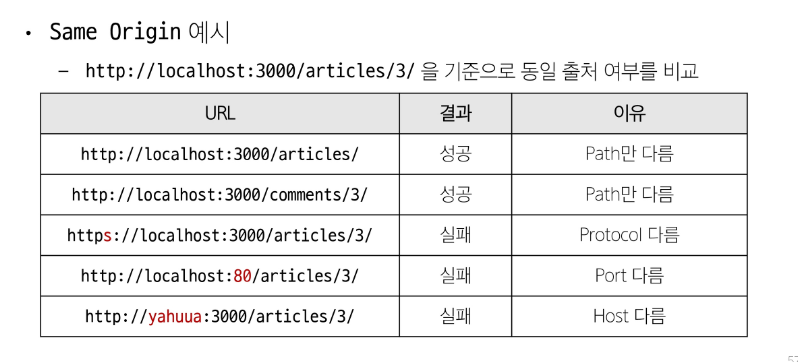 • Same Origin 예시
– http://localhost:3000/articles/3/ 을 기준으로 동일 출처 여부를 비교
URL 결과 이유
http://localhost:3000/articles/ 성공 Path만 다름
http://localhost:3000/comments/3/ 성공 Path만 다름
https://localhost:3000/articles/3/ 실패 Protocol 다름
http://localhost:80/articles/3/ 실패 Port 다름
http://yahuua:3000/articles/3/ 실패 Host 다름